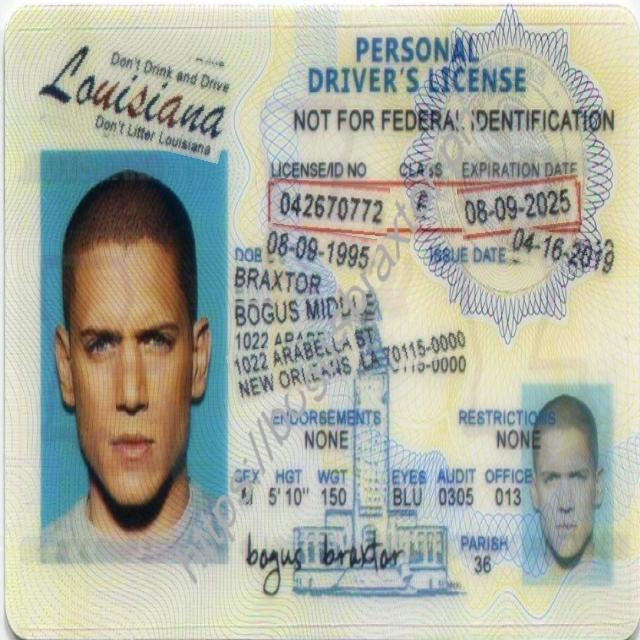 Don't Drink and Drive
Louisiana
Don't Litter Louisiana
PERSONAL
DRIVER'S LICENSE
NOT FOR FEDERAL IDENTIFICATION
LICENSE/ID NO CLASS EXPIRATION DATE
042670772 E 08-09-2025
DOB 08-09-1995 ISSUE DATE 04-16-2019
BRAXTOR
BOGUS MIDDLE
1022 ARABELLA ST
1022 ARABELLA ST 70115-0000
NEW ORLEANS, LA 70115-0000
ENDORSEMENTS RESTRICTIONS
NONE NONE
SEX HGT WGT EYES AUDIT OFFICE
M 5'10" 150 BLU 0305 013
bogus braxtor
PARISH
36